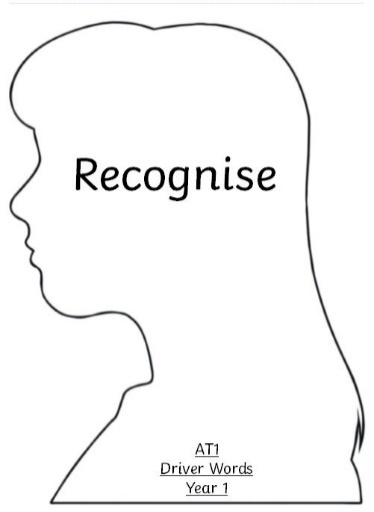 Recognise
AT1
Driver Words
Year 1